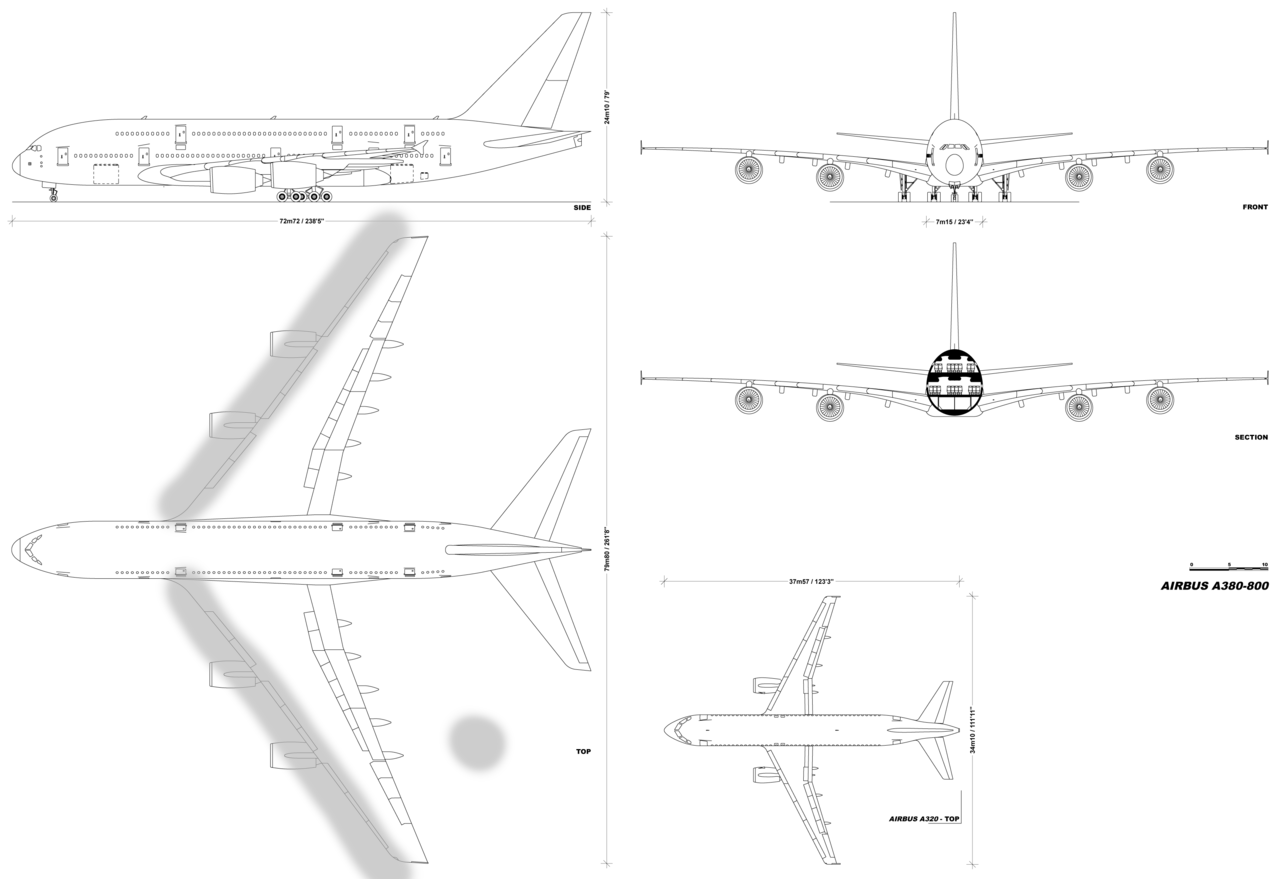 24m10 / 79'
SIDE
72m72 / 238'5"
FRONT
7m15 / 23'4"
SECTION
79m80 / 261'8"
TOP
0 5 10
AIRBUS A380-800
37m57 / 123'3"
34m10 / 111'11"
AIRBUS A320 - TOP